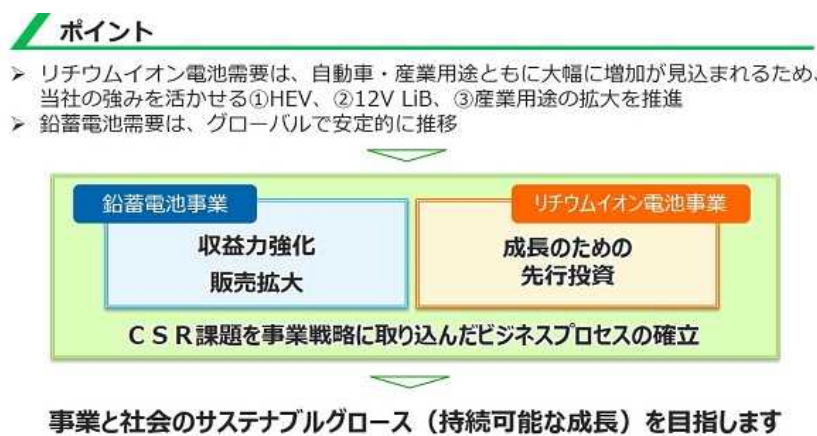 ポイント
➢ リチウムイオン電池需要は、自動車・産業用途ともに大幅に増加が見込まれるため、
当社の強みを活かせる①HEV、②12V LiB、③産業用途の拡大を推進
➢ 鉛蓄電池需要は、グローバルで安定的に推移
鉛蓄電池事業
収益力強化
販売拡大
リチウムイオン電池事業
成長のための
先行投資
ＣＳＲ課題を事業戦略に取り込んだビジネスプロセスの確立
事業と社会のサステナブルグロース（持続可能な成長）を目指します